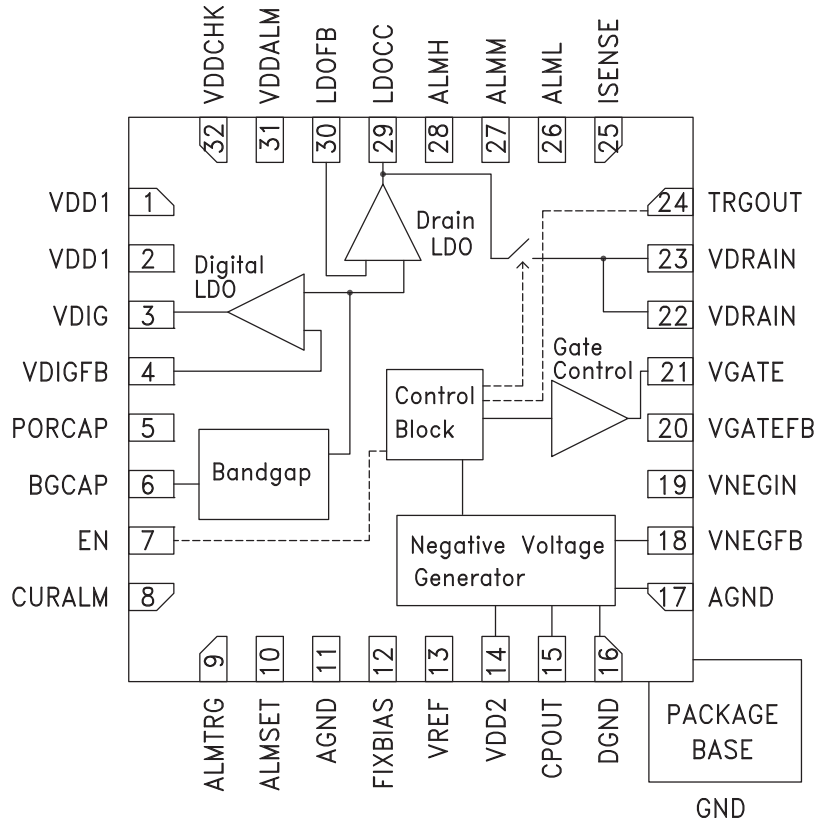 VDDCHK
VDDALM
LDOFB
LDOCC
ALMH
ALMM
ALML
ISENSE
32
31
30
29
28
27
26
25
VDD1
1
VDD1
2
VDIG
3
VDIGFB
4
PORCAP
5
BGCAP
6
EN
7
CURALM
8
Drain
LDO
Digital
LDO
Gate
Control
Control
Block
Bandgap
Negative Voltage
Generator
24
TRGOUT
23
VDRAIN
22
VDRAIN
21
VGATE
20
VGATEFB
19
VNEGIN
18
VNEGFB
17
AGND
9
10
11
12
13
14
15
16
ALMTRG
ALMSET
AGND
FIXBIAS
VREF
VDD2
CPOUT
DGND
PACKAGE
BASE
GND